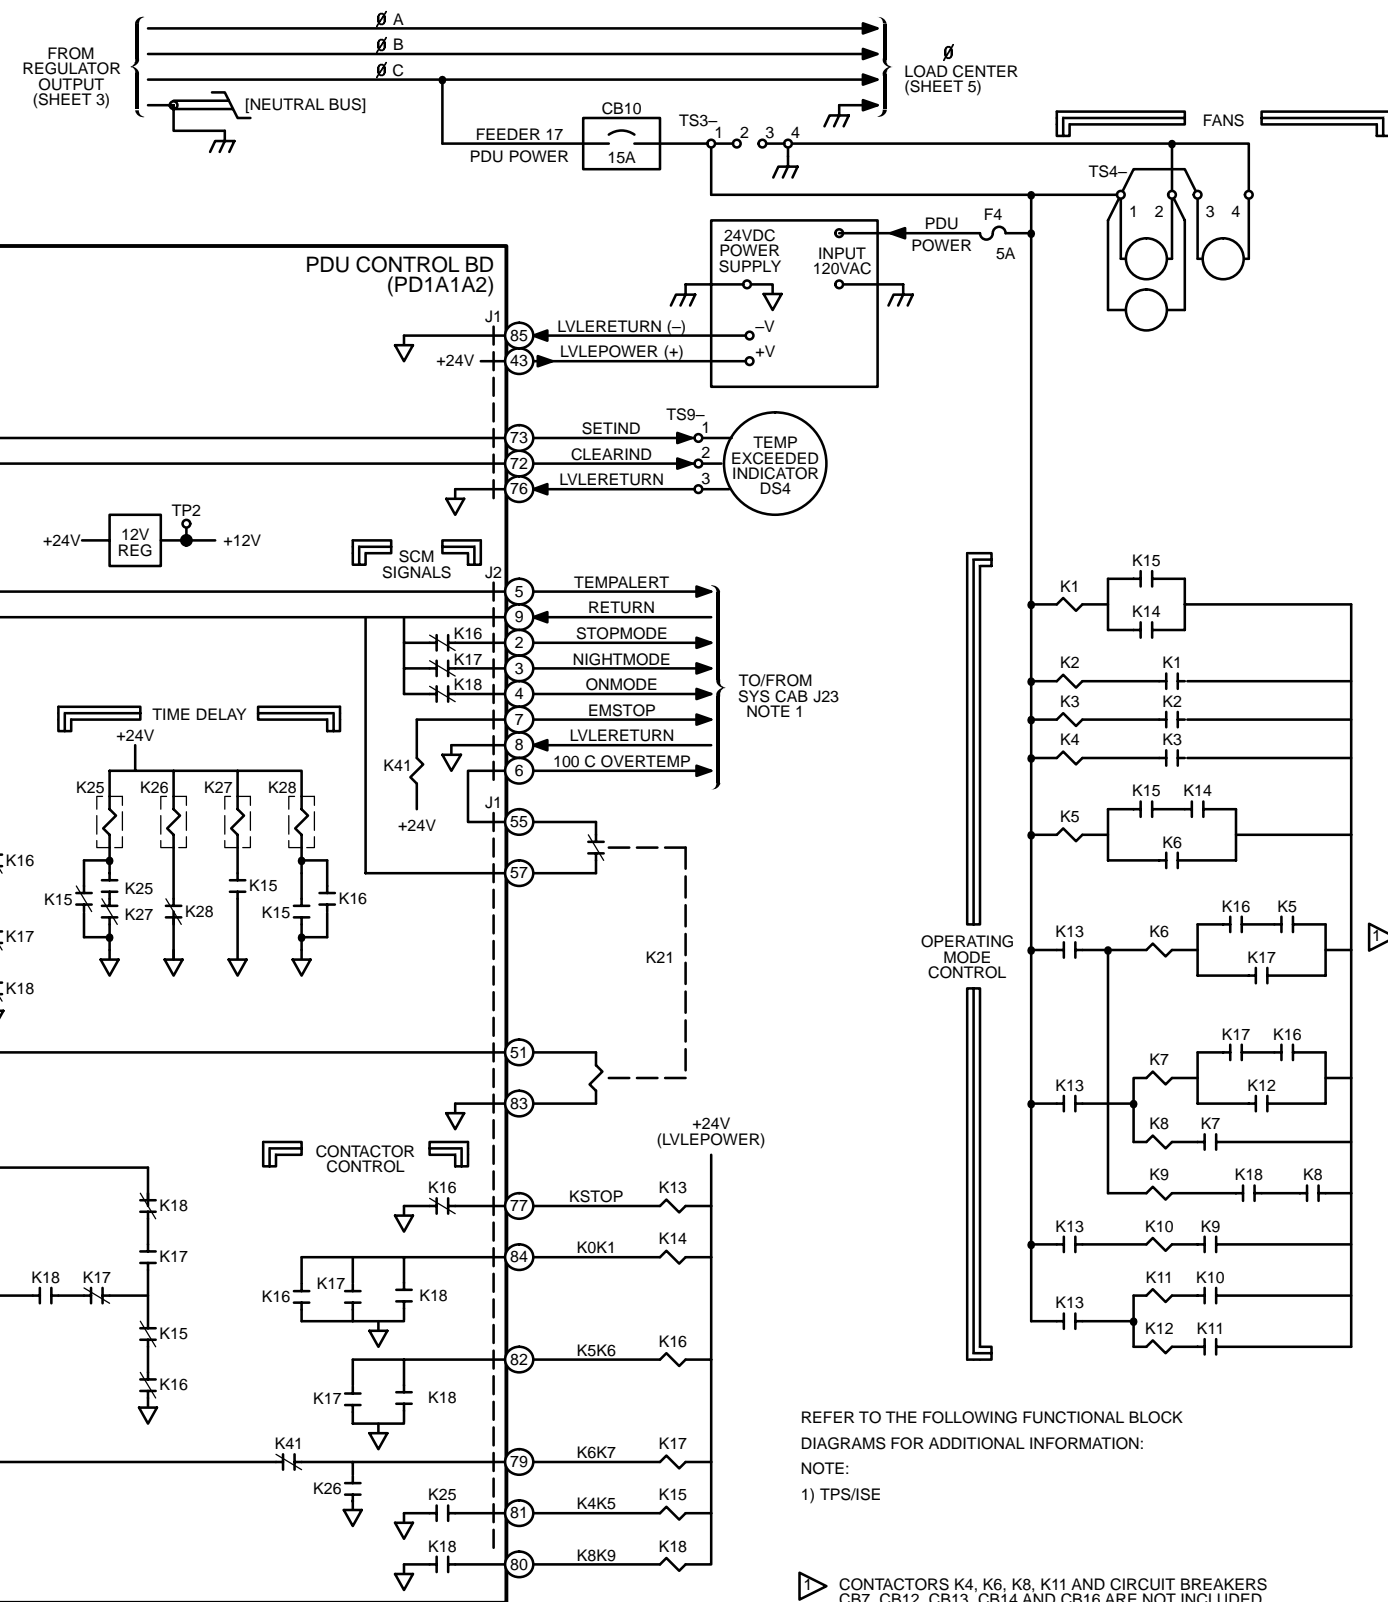 Ø A
Ø B
Ø C
FROM
REGULATOR
OUTPUT
(SHEET 3)
[NEUTRAL BUS]
Ø
LOAD CENTER
(SHEET 5)
FEEDER 17
PDU POWER
CB10
15A
TS3–
1 2 3 4
FANS
TS4–
1 2 3 4
24VDC
POWER
SUPPLY
INPUT
120VAC
PDU
POWER
F4
5A
–V
+V
PDU CONTROL BD
(PD1A1A2)
J1
85 LVLERETURN (–)
+24V 43 LVLEPOWER (+)
73 SETIND
72 CLEARIND
76 LVLERETURN
TS9–
1
2
3
TEMP
EXCEEDED
INDICATOR
DS4
+24V
12V
REG
TP2
+12V
SCM
SIGNALS
J2
5 TEMPALERT
9 RETURN
K16 2 STOPMODE
K17 3 NIGHTMODE
K18 4 ONMODE
7 EMSTOP
8 LVLERETURN
6 100 C OVERTEMP
TO/FROM
SYS CAB J23
NOTE 1
K41
+24V
J1
55
57
K21
51
83
TIME DELAY
+24V
K25 K26 K27 K28
K15 K25 K27 K28 K15 K15 K16
K16
K17
K18
OPERATING
MODE
CONTROL
K1 K15
K14
K2 K1
K3 K2
K4 K3
K5 K15 K14
K6
K13 K6 K16 K5
K17
1
K13 K7 K17 K16
K12
K8 K7
K9 K18 K8
K13 K10 K9
K13 K11 K10
K12 K11
+24V
(LVLEPOWER)
CONTACTOR
CONTROL
K16 77 KSTOP K13
84 K0K1 K14
K16 K17 K18
82 K5K6 K16
K17 K18
K41 79 K6K7 K17
K26
K25 81 K4K5 K15
K18 80 K8K9 K18
K18
K17
K18 K17
K15
K16
REFER TO THE FOLLOWING FUNCTIONAL BLOCK
DIAGRAMS FOR ADDITIONAL INFORMATION:
NOTE:
1) TPS/ISE
1 CONTACTORS K4, K6, K8, K11 AND CIRCUIT BREAKERS
CB7, CB12, CB13, CB14 AND CB16 ARE NOT INCLUDED